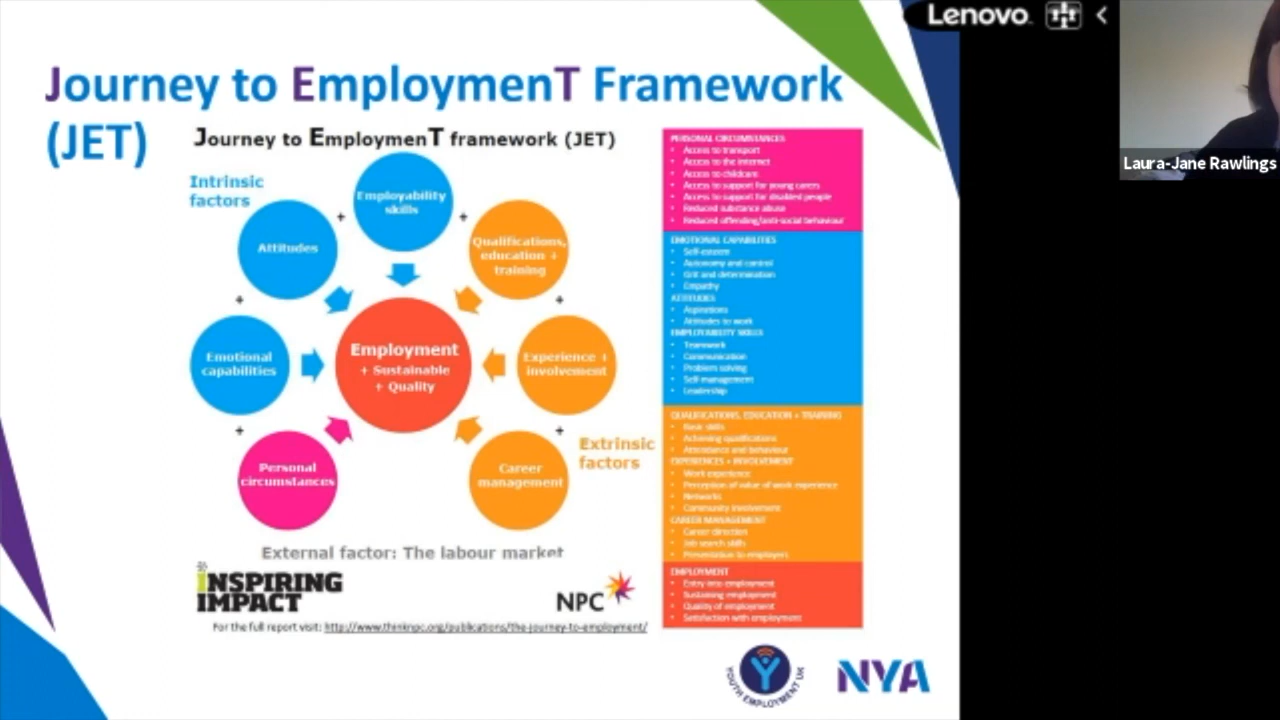 Lenovo
Laura-Jane Rawlings
Journey to EmploymenT Framework
(JET)
Journey to EmploymenT framework (JET)
Intrinsic
factors
Employability
skills
Attitudes
Qualifications,
education +
training
Emotional
capabilities
Employment
+ Sustainable
+ Quality
Experience +
involvement
Personal
circumstances
Career
management
Extrinsic
factors
External factor: The labour market
INSPIRING
IMPACT
NPC
For the full report visit: http://www.thinknpc.org/publications/the-journey-to-employment/
PERSONAL CIRCUMSTANCES
• Access to transport
• Access to the internet
• Access to childcare
• Access to support for young carers
• Access to support for disabled people
• Reduced substance abuse
• Reduced offending/anti-social behaviour
EMOTIONAL CAPABILITIES
• Self-esteem
• Autonomy and control
• Grit and determination
• Empathy
ATTITUDES
• Aspirations
• Attitudes to work
EMPLOYABILITY SKILLS
• Teamwork
• Communication
• Problem solving
• Self-management
• Leadership
QUALIFICATIONS, EDUCATION + TRAINING
• Basic skills
• Achieving qualifications
• Attendance and behaviour
EXPERIENCES + INVOLVEMENT
• Work experience
• Perception of value of work experience
• Networks
• Community involvement
CAREER MANAGEMENT
• Career direction
• Job search skills
• Presentation to employers
EMPLOYMENT
• Entry into employment
• Sustaining employment
• Quality of employment
• Satisfaction with employment
YOUTH EMPLOYMENT UK
NYA